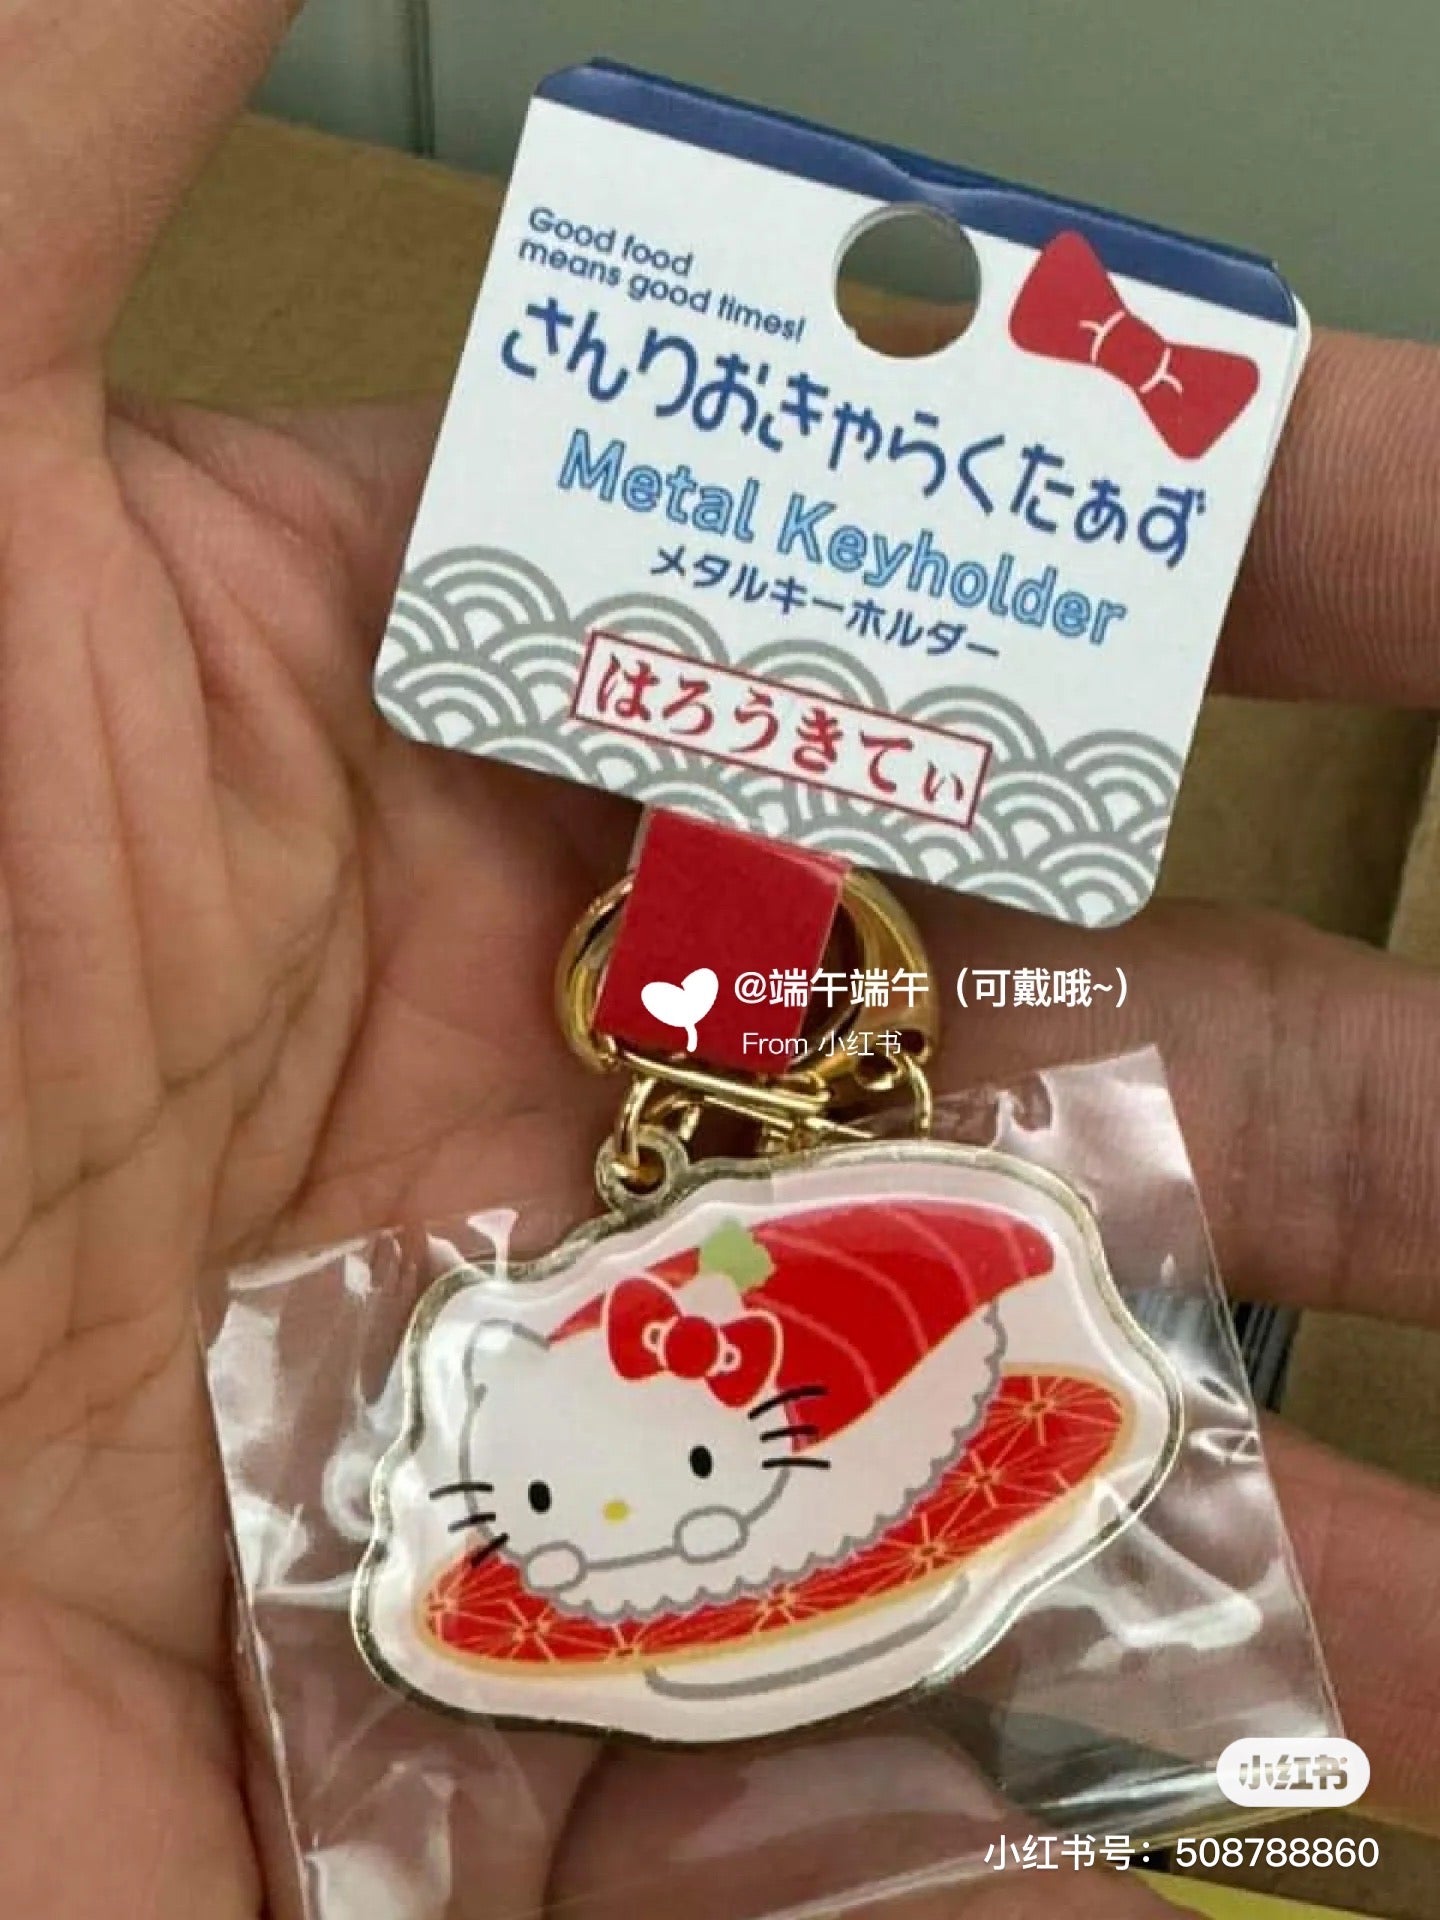 Good food
means good times!
さんりおきゃらくたぁず
Metal Keyholder
メタルキーホルダー
はろうきてぃ
@端午端午（可戴哦~）
From 小红书
小红书
小红书号：508788860